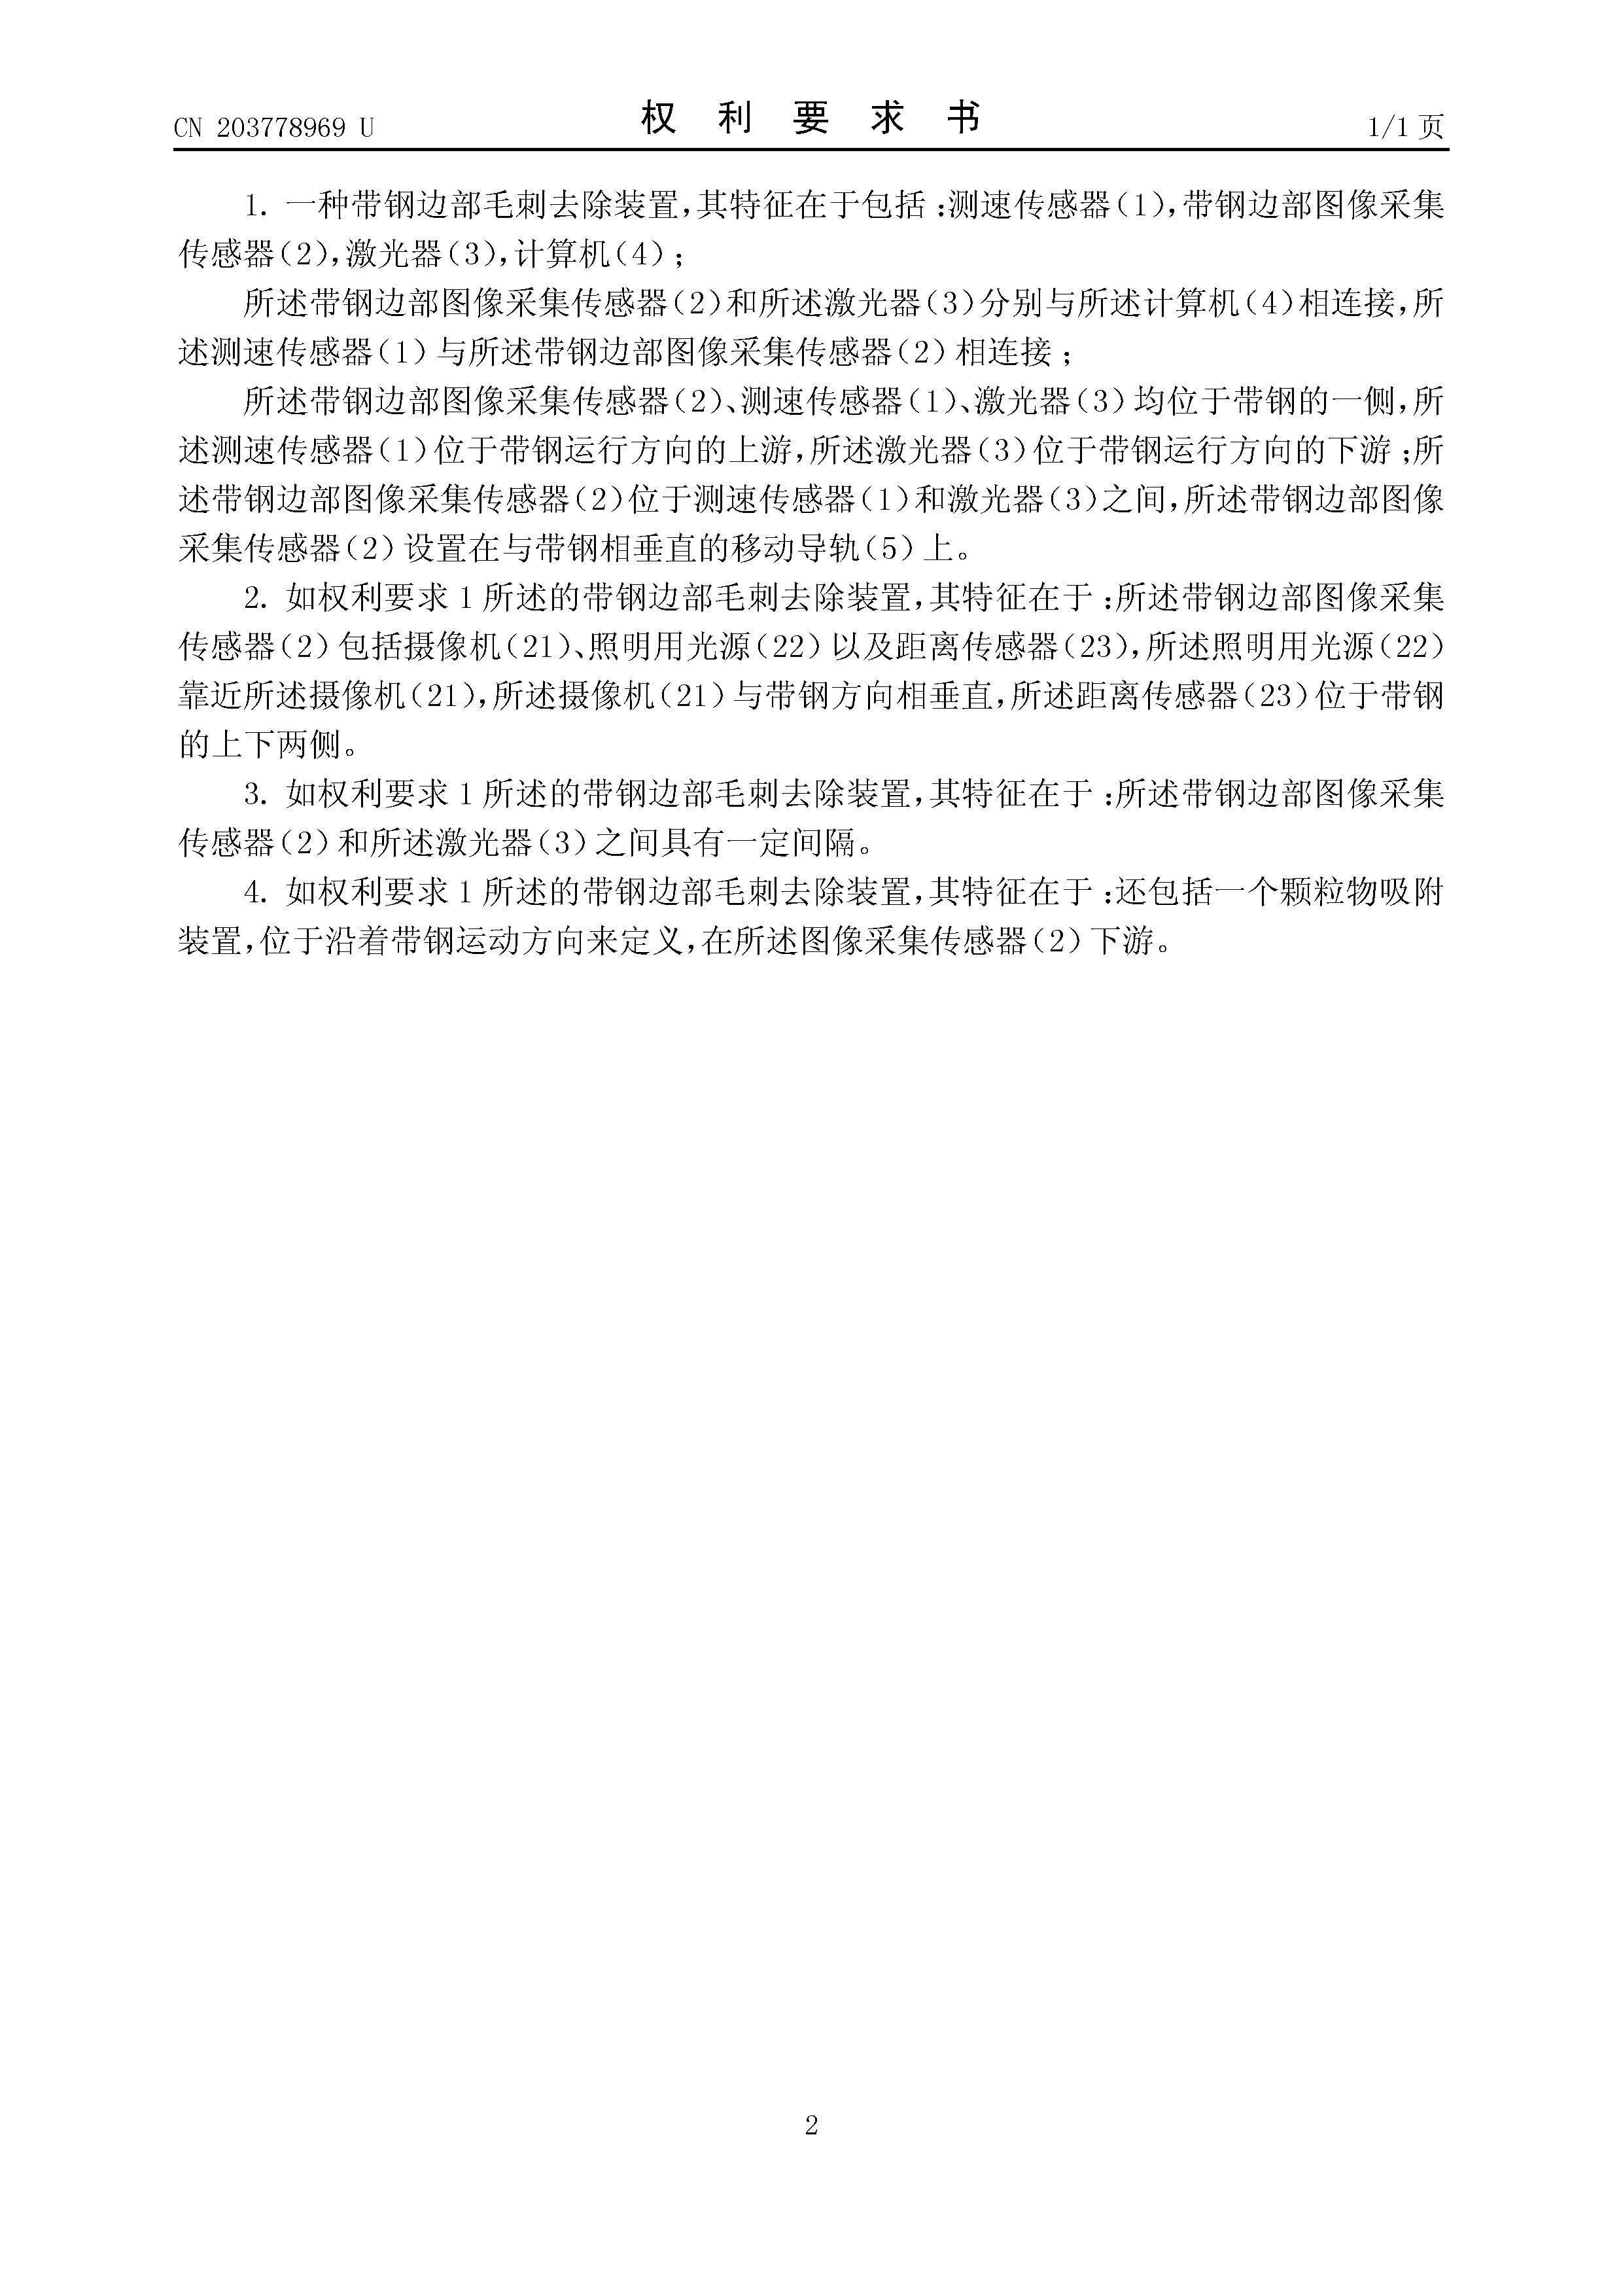 CN 203778969 U
权利要求书
1/1 页
1. 一种带钢边部毛刺去除装置,其特征在于包括:测速传感器(1),带钢边部图像采集
传感器(2),激光器(3),计算机(4);
所述带钢边部图像采集传感器(2)和所述激光器(3)分别与所述计算机(4)相连接,所
述测速传感器(1)与所述带钢边部图像采集传感器(2)相连接;
所述带钢边部图像采集传感器(2)、测速传感器(1)、激光器(3)均位于带钢的一侧,所
述测速传感器(1)位于带钢运行方向的上游,所述激光器(3)位于带钢运行方向的下游;所
述带钢边部图像采集传感器(2)位于测速传感器(1)和激光器(3)之间,所述带钢边部图像
采集传感器(2)设置在与带钢相垂直的移动导轨(5)上。
2. 如权利要求1所述的带钢边部毛刺去除装置,其特征在于:所述带钢边部图像采集
传感器(2)包括摄像机(21)、照明用光源(22)以及距离传感器(23),所述照明用光源(22)
靠近所述摄像机(21),所述摄像机(21)与带钢方向相垂直,所述距离传感器(23)位于带钢
的上下两侧。
3. 如权利要求1所述的带钢边部毛刺去除装置,其特征在于:所述带钢边部图像采集
传感器(2)和所述激光器(3)之间具有一定间隔。
4. 如权利要求1所述的带钢边部毛刺去除装置,其特征在于:还包括一个颗粒物吸附
装置,位于沿着带钢运动方向来定义,在所述图像采集传感器(2)下游。
2